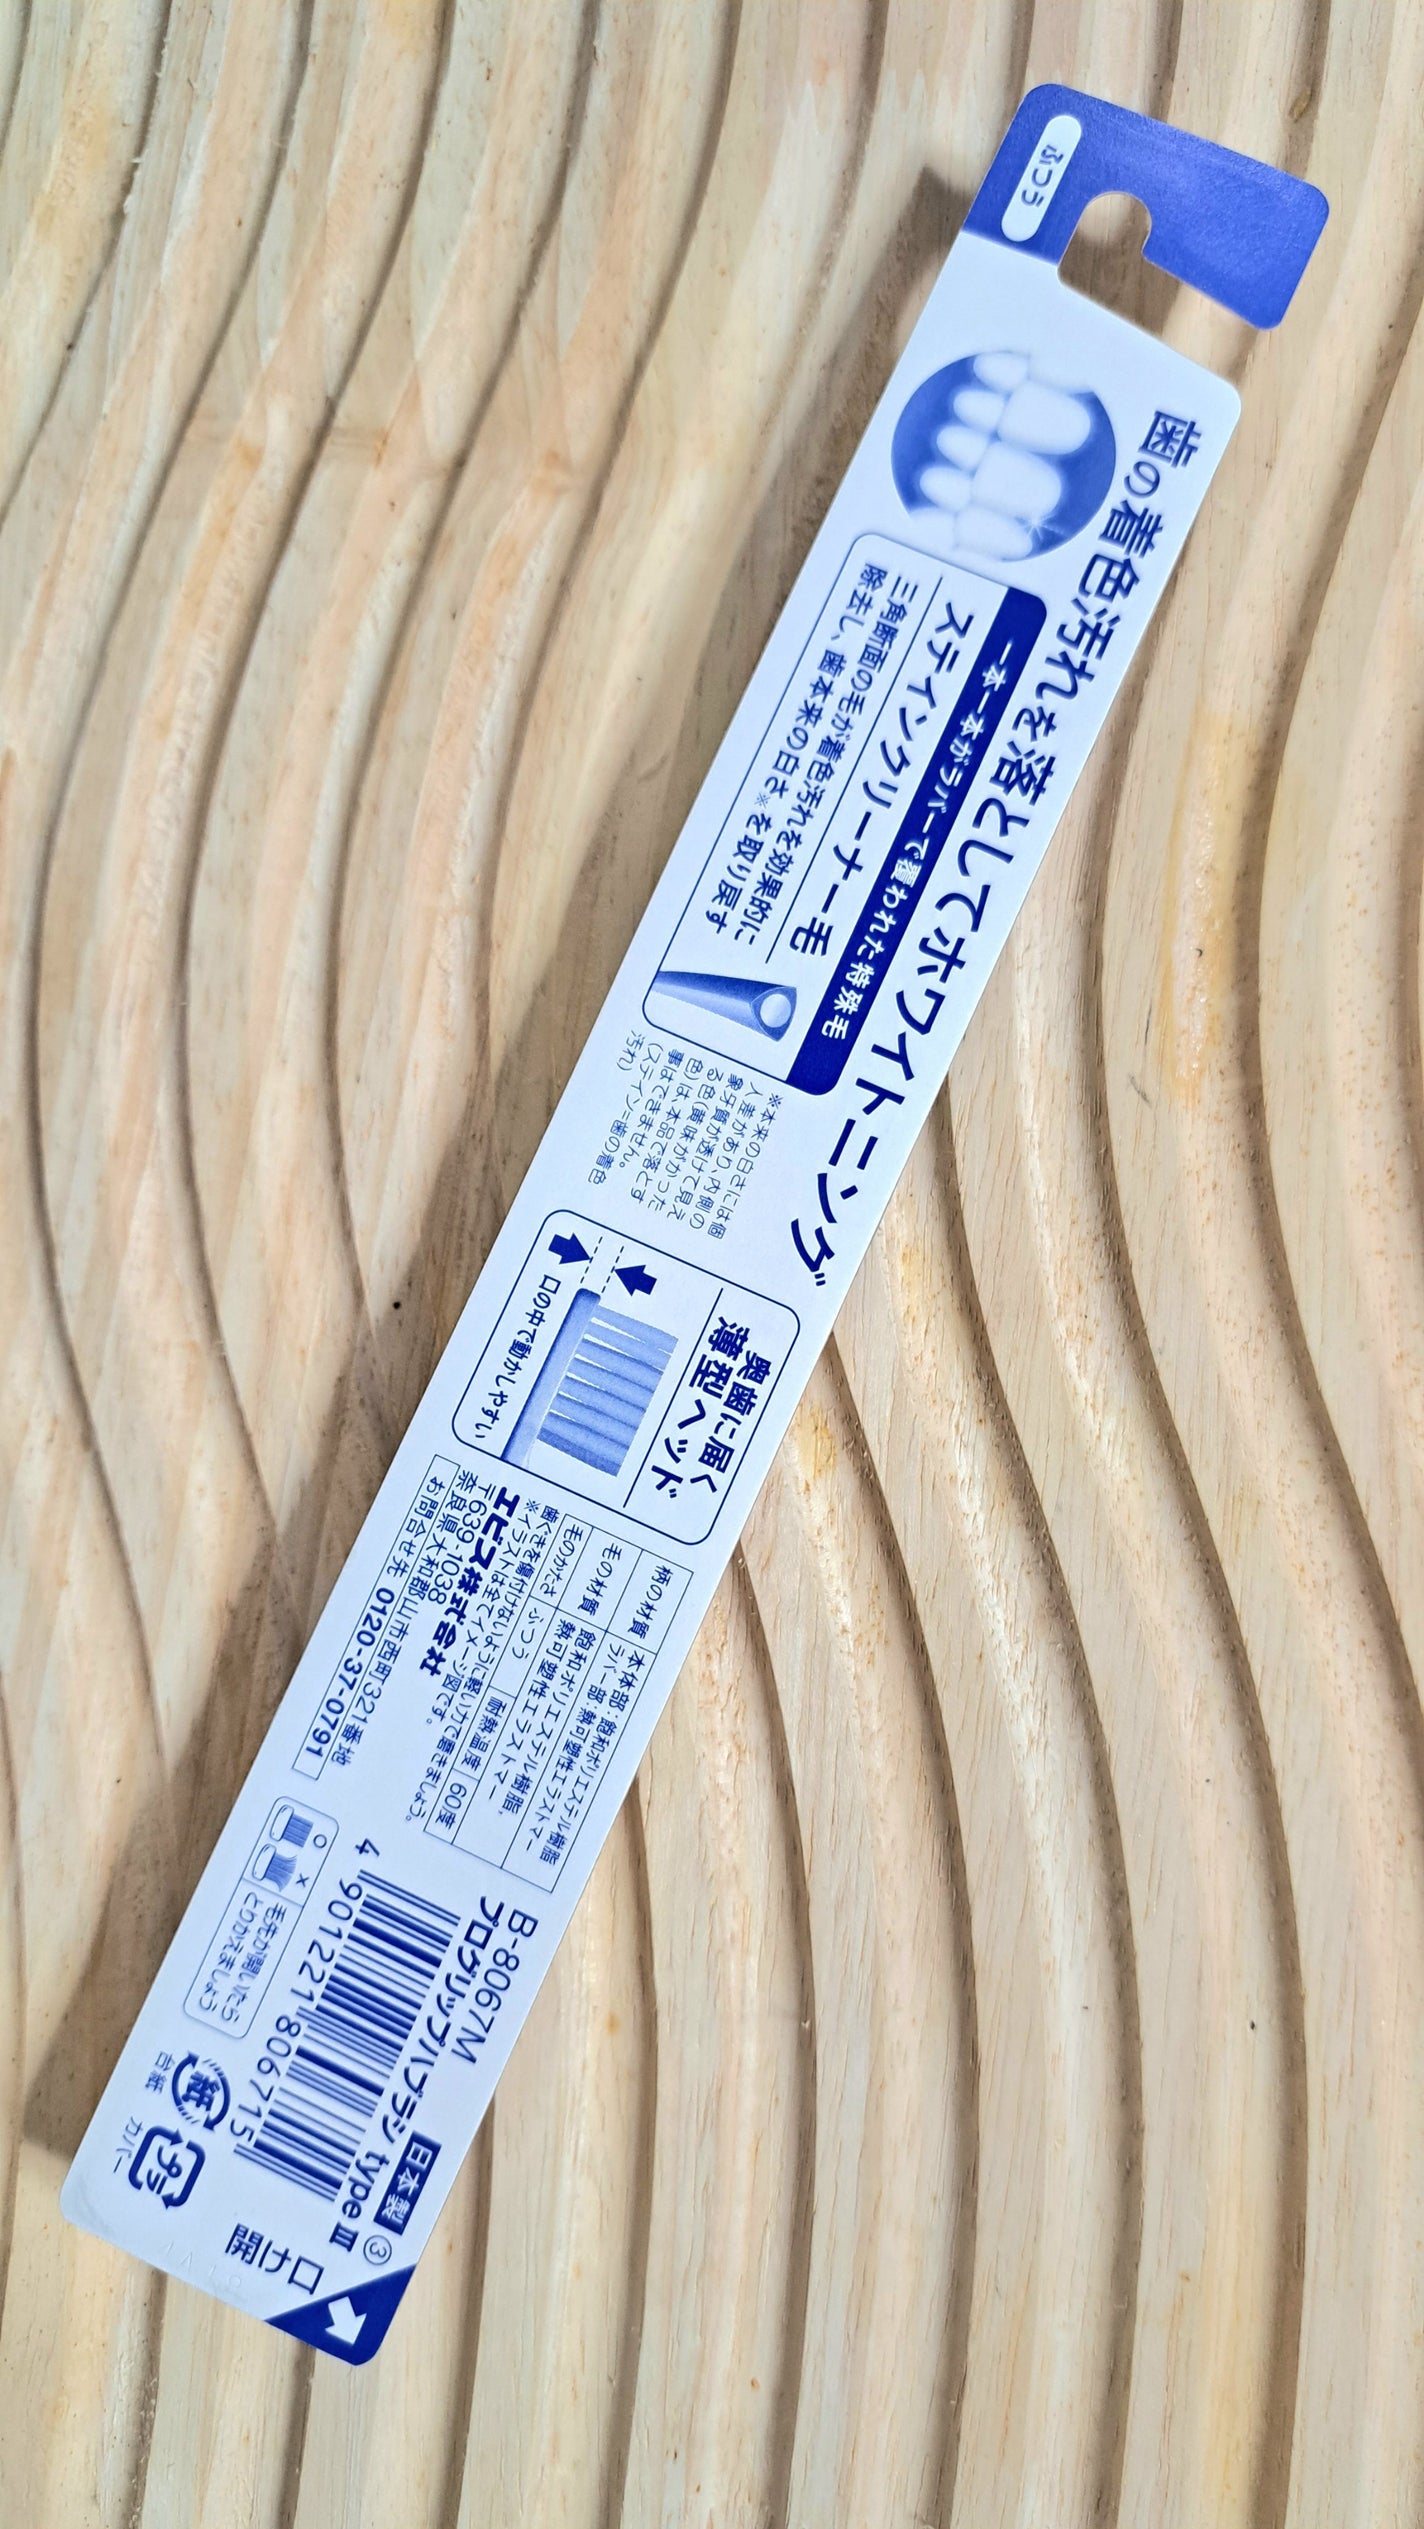 ふつう
歯の着色汚れを落としてホワイトニング
一本一本がラバーで覆われた特殊毛
ステインクリーナー毛
三角断面の毛が着色汚れを効果的に
除去し、歯本来の白さ※を取り戻す
※本来の白さには個
人差があり、内側の
象牙質が透けて見え
る色（黄味がかった
色）は、本品で落とす
事はできません。
（ステイン=歯の着色
汚れ）
奥歯に届く
薄型ヘッド
口の中で動かしやすい
柄の材質 本体部：飽和ポリエステル樹脂
ラバー部：熱可塑性エラストマー
毛の材質 飽和ポリエステル樹脂，
熱可塑性エラストマー
毛のかたさ ふつう 耐熱温度 60度
歯ぐきを傷付けないように軽い力で磨きましょう。
※イラストは全てイメージ図です。
エビス株式会社
〒639-1038
奈良県大和郡山市西町321番地
お問合せ先 0120-37-0791
B-8067M
プログリップハブラシ typeⅢ
日本製 ③
4 901221 806715
○ ×
毛先が開いたら
とりかえましょう
紙
台紙
プラ
カバー
開け口